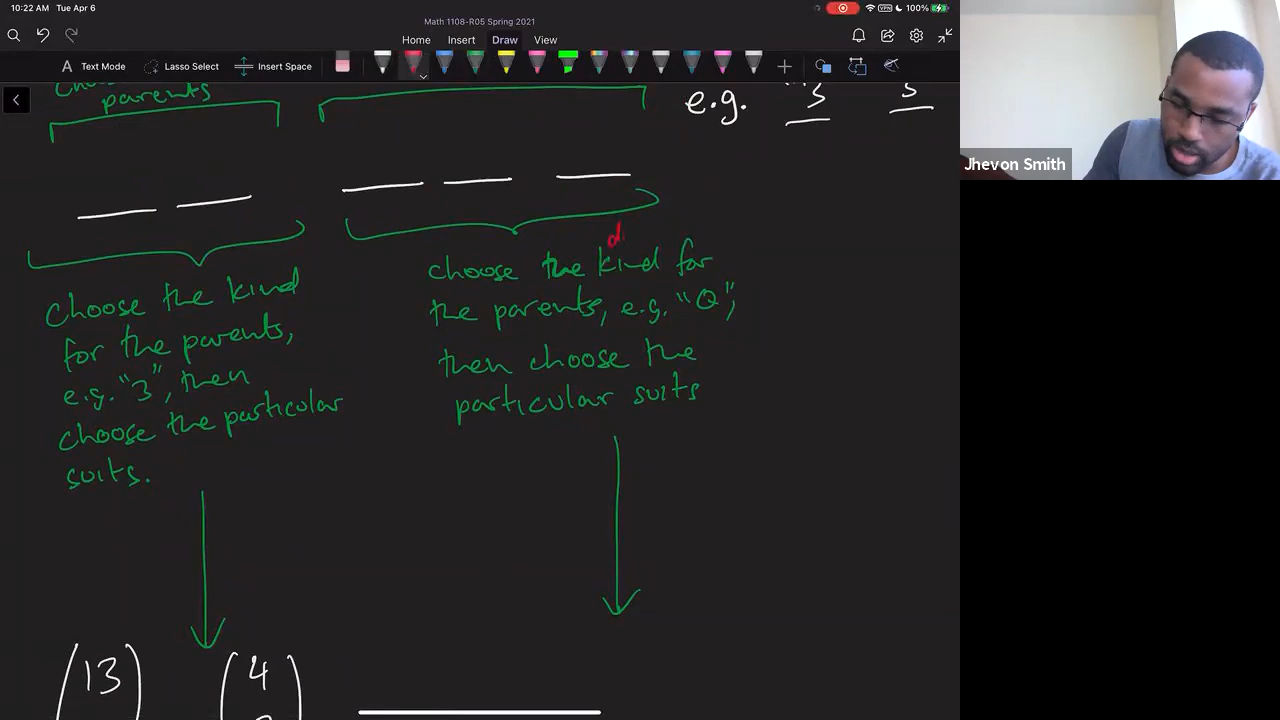 10:22 AM Tue Apr 6
100%
Math 1108-R05 Spring 2021
Home Insert Draw View
Text Mode Lasso Select Insert Space
parents
e.g. 3
Jhevon Smith
d
choose the kind
for the parents,
e.g. "3", then
choose the particular
suits.
choose the kind for
the parents, e.g. "Q",
then choose the
particular suits
13 4